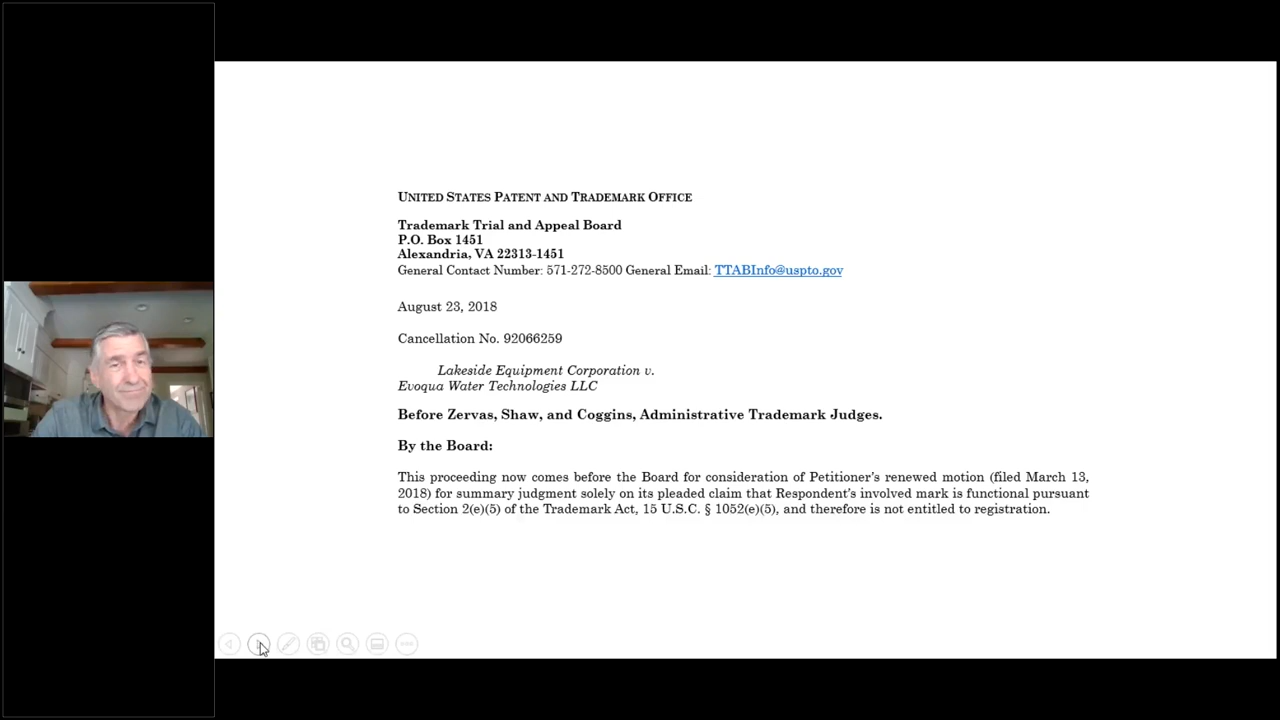 UNITED STATES PATENT AND TRADEMARK OFFICE
Trademark Trial and Appeal Board
P.O. Box 1451
Alexandria, VA 22313-1451
General Contact Number: 571-272-8500 General Email: TTABInfo@uspto.gov
August 23, 2018
Cancellation No. 92066259
Lakeside Equipment Corporation v.
Evoqua Water Technologies LLC
Before Zervas, Shaw, and Coggins, Administrative Trademark Judges.
By the Board:
This proceeding now comes before the Board for consideration of Petitioner's renewed motion (filed March 13,
2018) for summary judgment solely on its pleaded claim that Respondent's involved mark is functional pursuant
to Section 2(e)(5) of the Trademark Act, 15 U.S.C. § 1052(e)(5), and therefore is not entitled to registration.